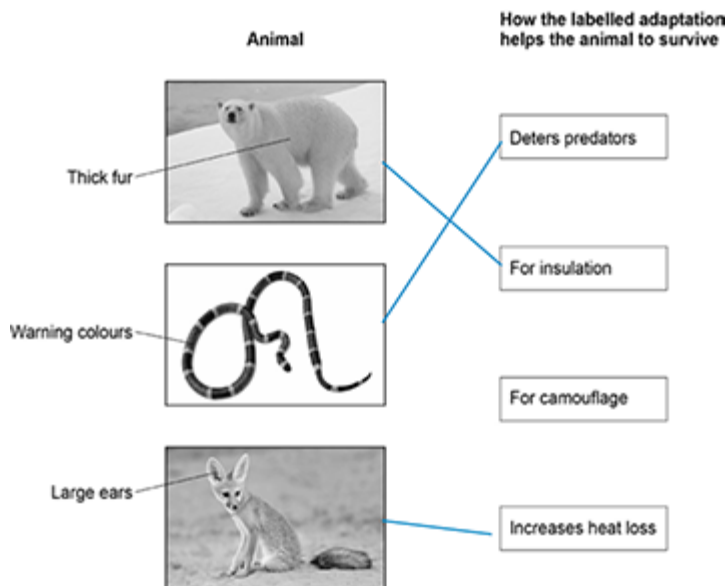 Animal
How the labelled adaptation
helps the animal to survive
Thick fur
Deters predators
For insulation
Warning colours
For camouflage
Large ears
Increases heat loss